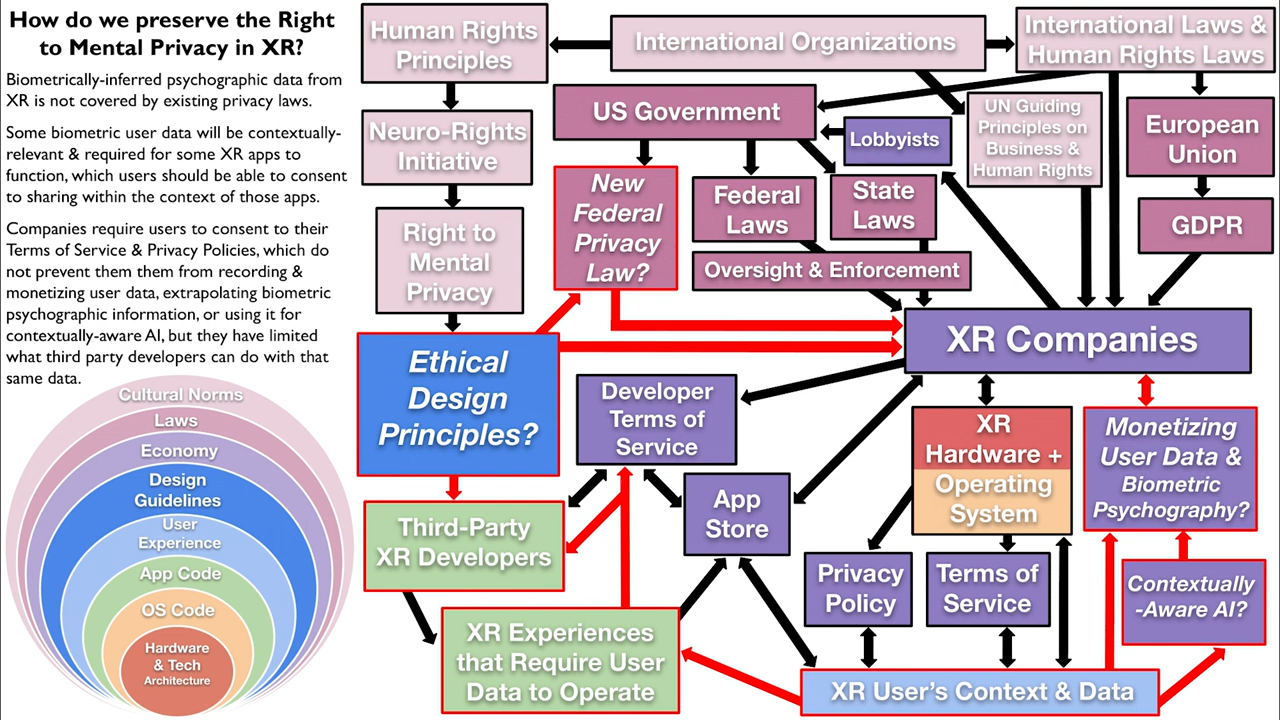 How do we preserve the Right
to Mental Privacy in XR?
Biometrically-inferred psychographic data from
XR is not covered by existing privacy laws.
Some biometric user data will be contextually-
relevant & required for some XR apps to
function, which users should be able to consent
to sharing within the context of those apps.
Companies require users to consent to their
Terms of Service & Privacy Policies, which do
not prevent them them from recording &
monetizing user data, extrapolating biometric
psychographic information, or using it for
contextually-aware AI, but they have limited
what third party developers can do with that
same data.
Cultural Norms
Laws
Economy
Design
Guidelines
User
Experience
App Code
OS Code
Hardware
& Tech
Architecture
Human Rights
Principles
International Organizations
International Laws &
Human Rights Laws
Neuro-Rights
Initiative
US Government
Lobbyists
UN Guiding
Principles on
Business &
Human Rights
European
Union
Right to
Mental
Privacy
New
Federal
Privacy
Law?
Federal
Laws
State
Laws
GDPR
Oversight & Enforcement
Ethical
Design
Principles?
XR Companies
Developer
Terms of
Service
App
Store
XR
Hardware +
Operating
System
Monetizing
User Data &
Biometric
Psychography?
Third-Party
XR Developers
Privacy
Policy
Terms of
Service
Contextually
-Aware AI?
XR Experiences
that Require User
Data to Operate
XR User's Context & Data